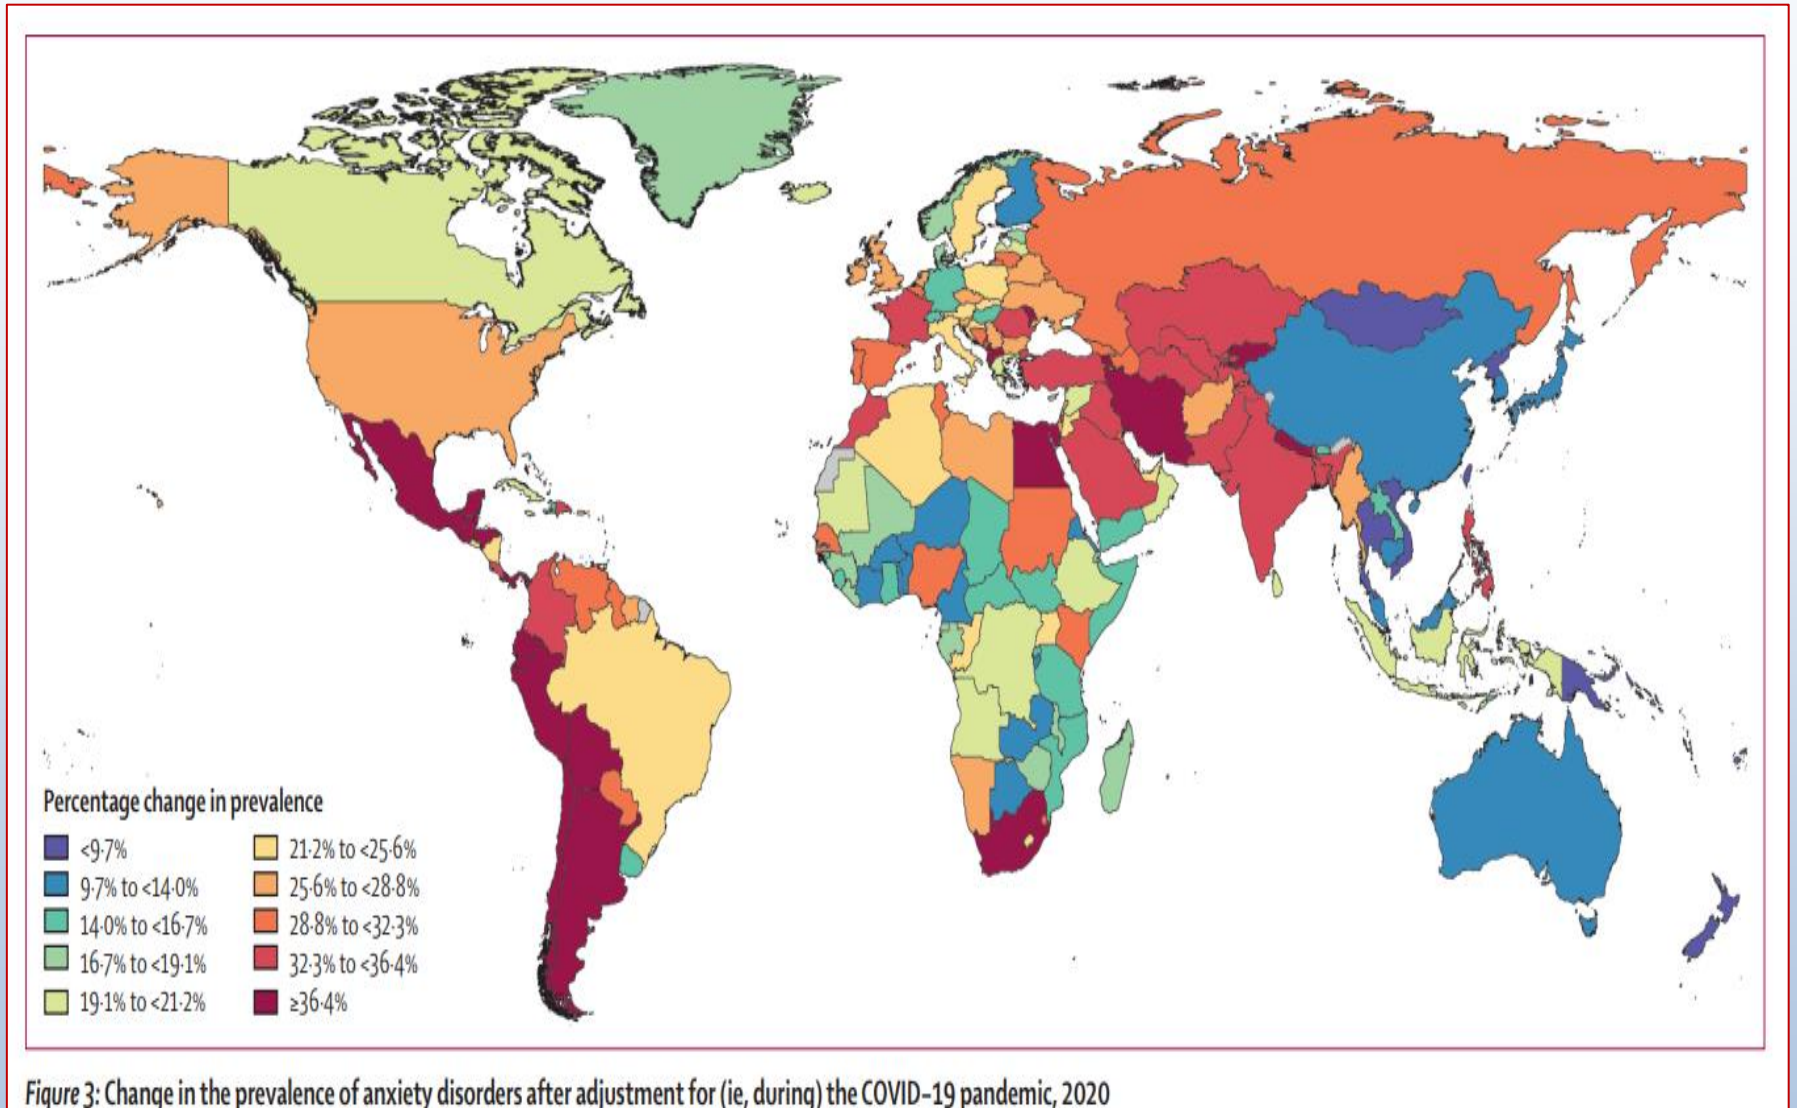 Percentage change in prevalence
<9·7%
9·7% to <14·0%
14·0% to <16·7%
16·7% to <19·1%
19·1% to <21·2%
21·2% to <25·6%
25·6% to <28·8%
28·8% to <32·3%
32·3% to <36·4%
≥36·4%
Figure 3: Change in the prevalence of anxiety disorders after adjustment for (ie, during) the COVID-19 pandemic, 2020